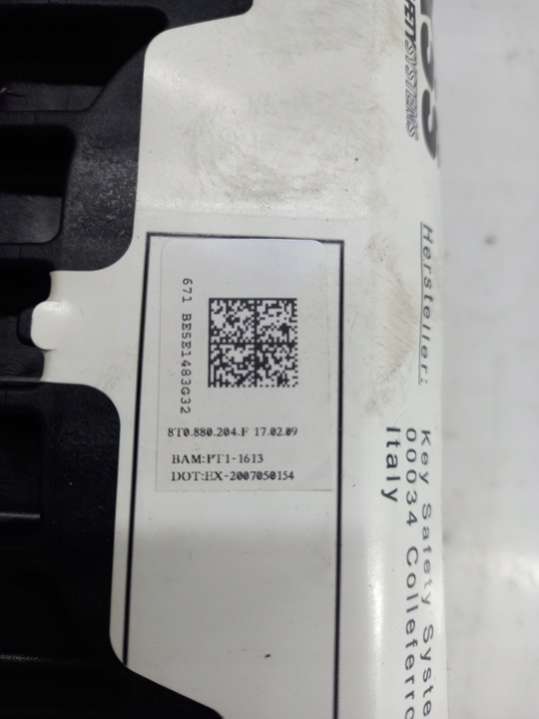 671 BE5E1483G32
8T0.880.204.F 17.02.09
BAM:PT1-1613
DOT:EX-2007050154
SYSTEMS
Hersteller:
Key Safety Syste
00034 Colleferro
Italy